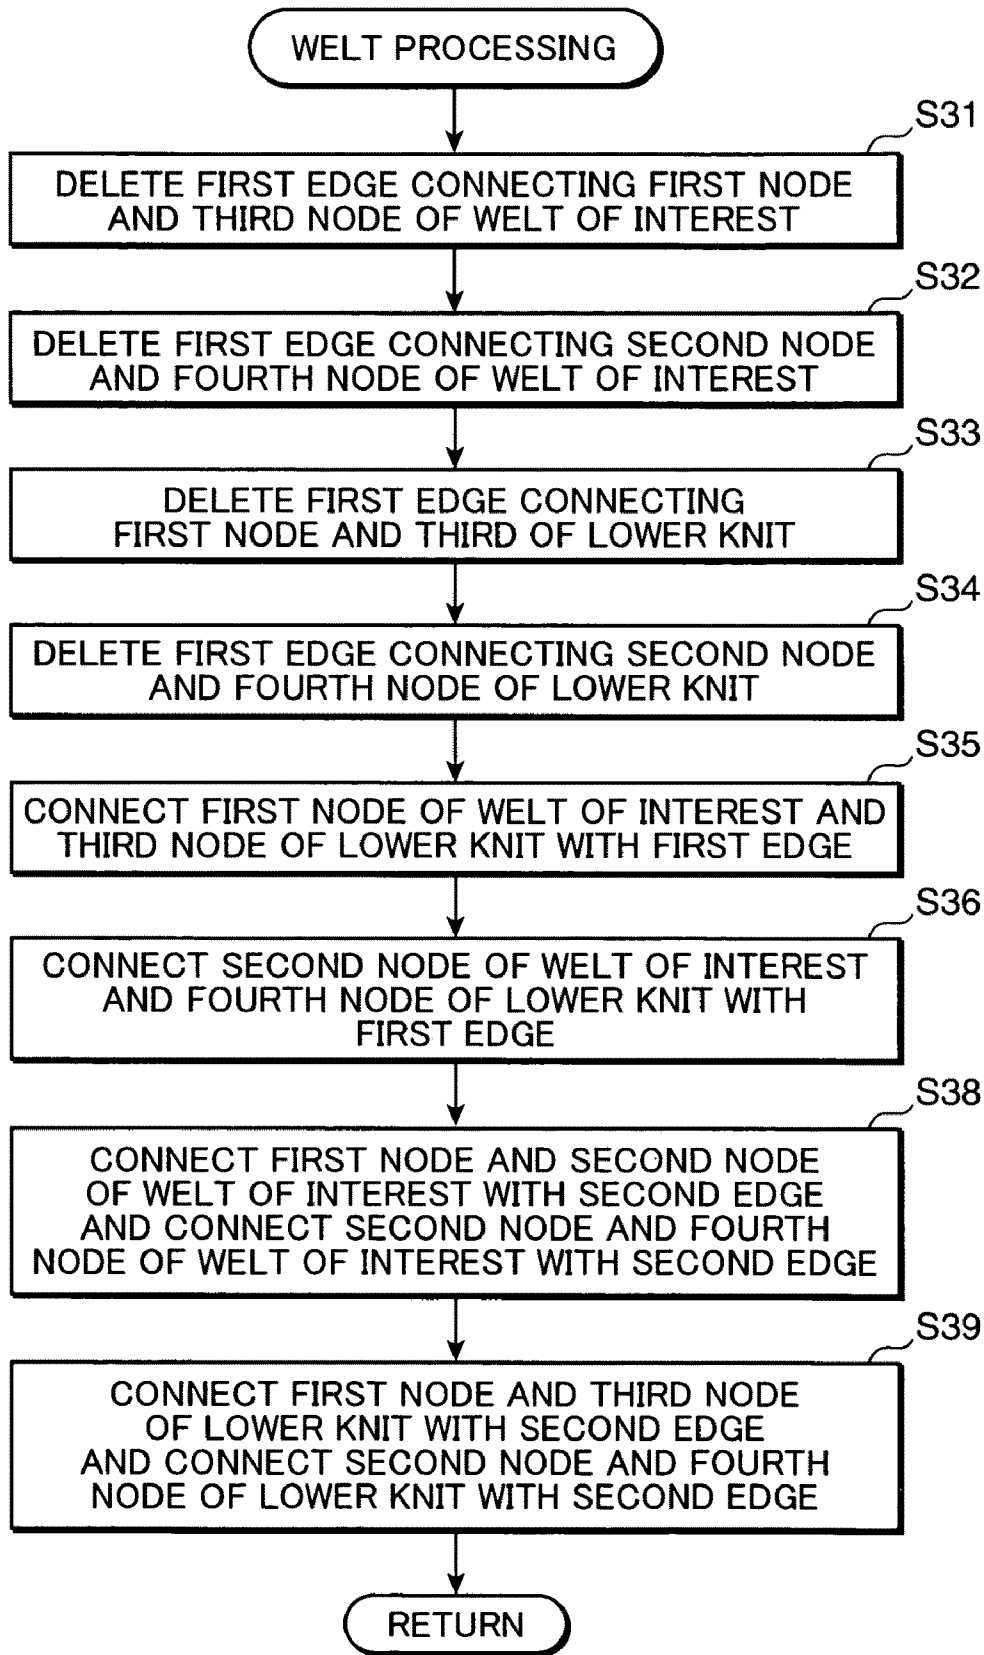 WELT PROCESSING
S31
DELETE FIRST EDGE CONNECTING FIRST NODE
AND THIRD NODE OF WELT OF INTEREST
S32
DELETE FIRST EDGE CONNECTING SECOND NODE
AND FOURTH NODE OF WELT OF INTEREST
S33
DELETE FIRST EDGE CONNECTING
FIRST NODE AND THIRD OF LOWER KNIT
S34
DELETE FIRST EDGE CONNECTING SECOND NODE
AND FOURTH NODE OF LOWER KNIT
S35
CONNECT FIRST NODE OF WELT OF INTEREST AND
THIRD NODE OF LOWER KNIT WITH FIRST EDGE
S36
CONNECT SECOND NODE OF WELT OF INTEREST
AND FOURTH NODE OF LOWER KNIT WITH
FIRST EDGE
S38
CONNECT FIRST NODE AND SECOND NODE
OF WELT OF INTEREST WITH SECOND EDGE
AND CONNECT SECOND NODE AND FOURTH
NODE OF WELT OF INTEREST WITH SECOND EDGE
S39
CONNECT FIRST NODE AND THIRD NODE
OF LOWER KNIT WITH SECOND EDGE
AND CONNECT SECOND NODE AND FOURTH
NODE OF LOWER KNIT WITH SECOND EDGE
RETURN